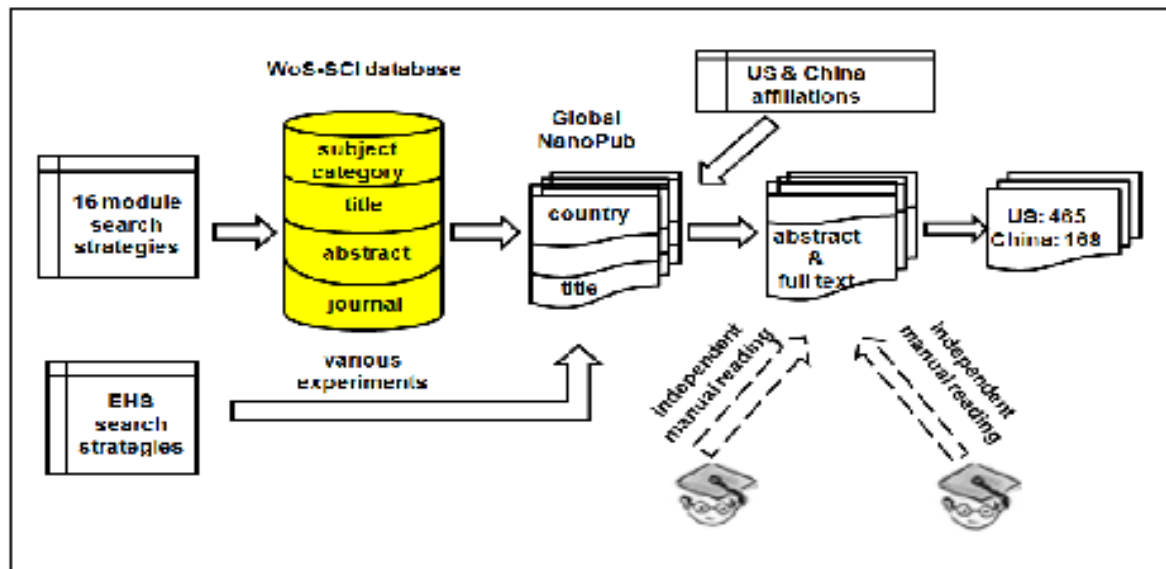 WoS-SCI database
US & China
affiliations
Global
NanoPub
16 module
search
strategies
subject
category
title
abstract
journal
country
title
abstract
&
full text
US: 465
China: 168
various
experiments
EHS
search
strategies
independent
manual reading
independent
manual reading